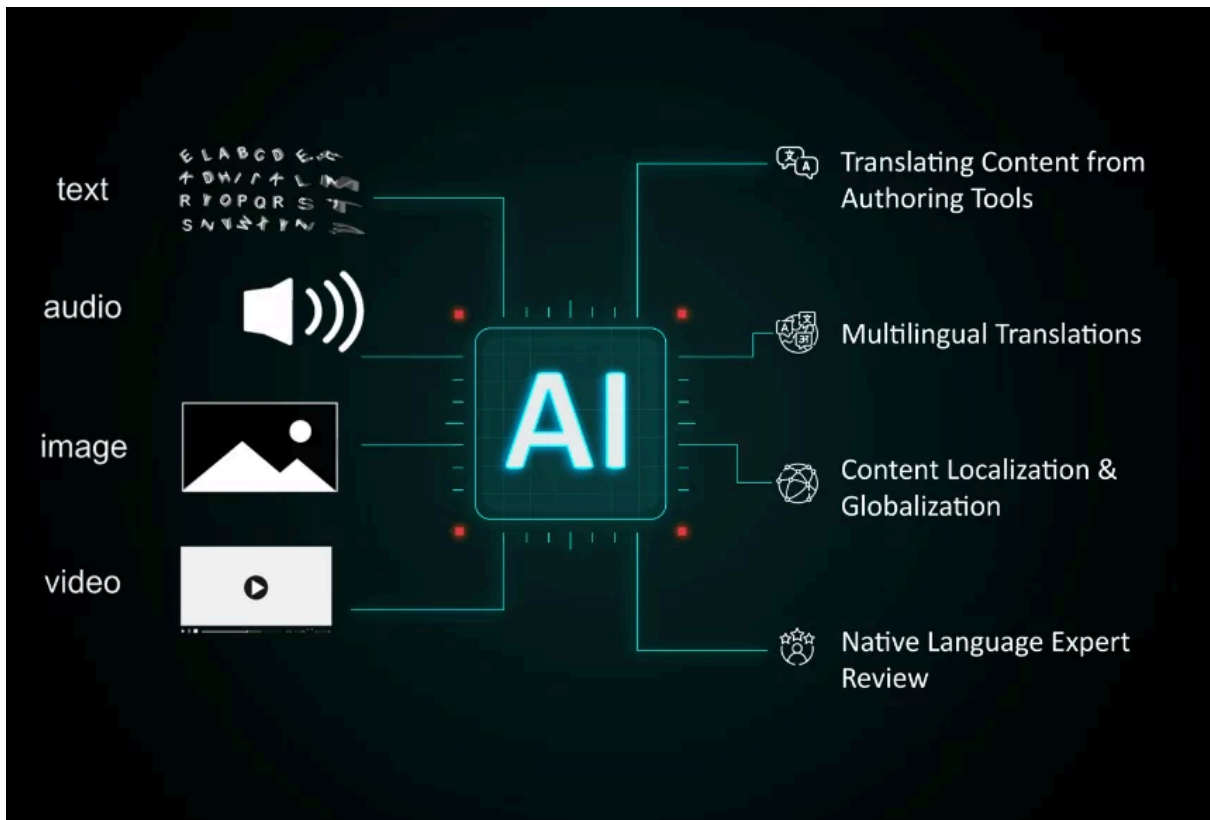 text
E L A B C D E
R Y O P Q R S
audio
image
video
AI
Translating Content from
Authoring Tools
Multilingual Translations
Content Localization &
Globalization
Native Language Expert
Review